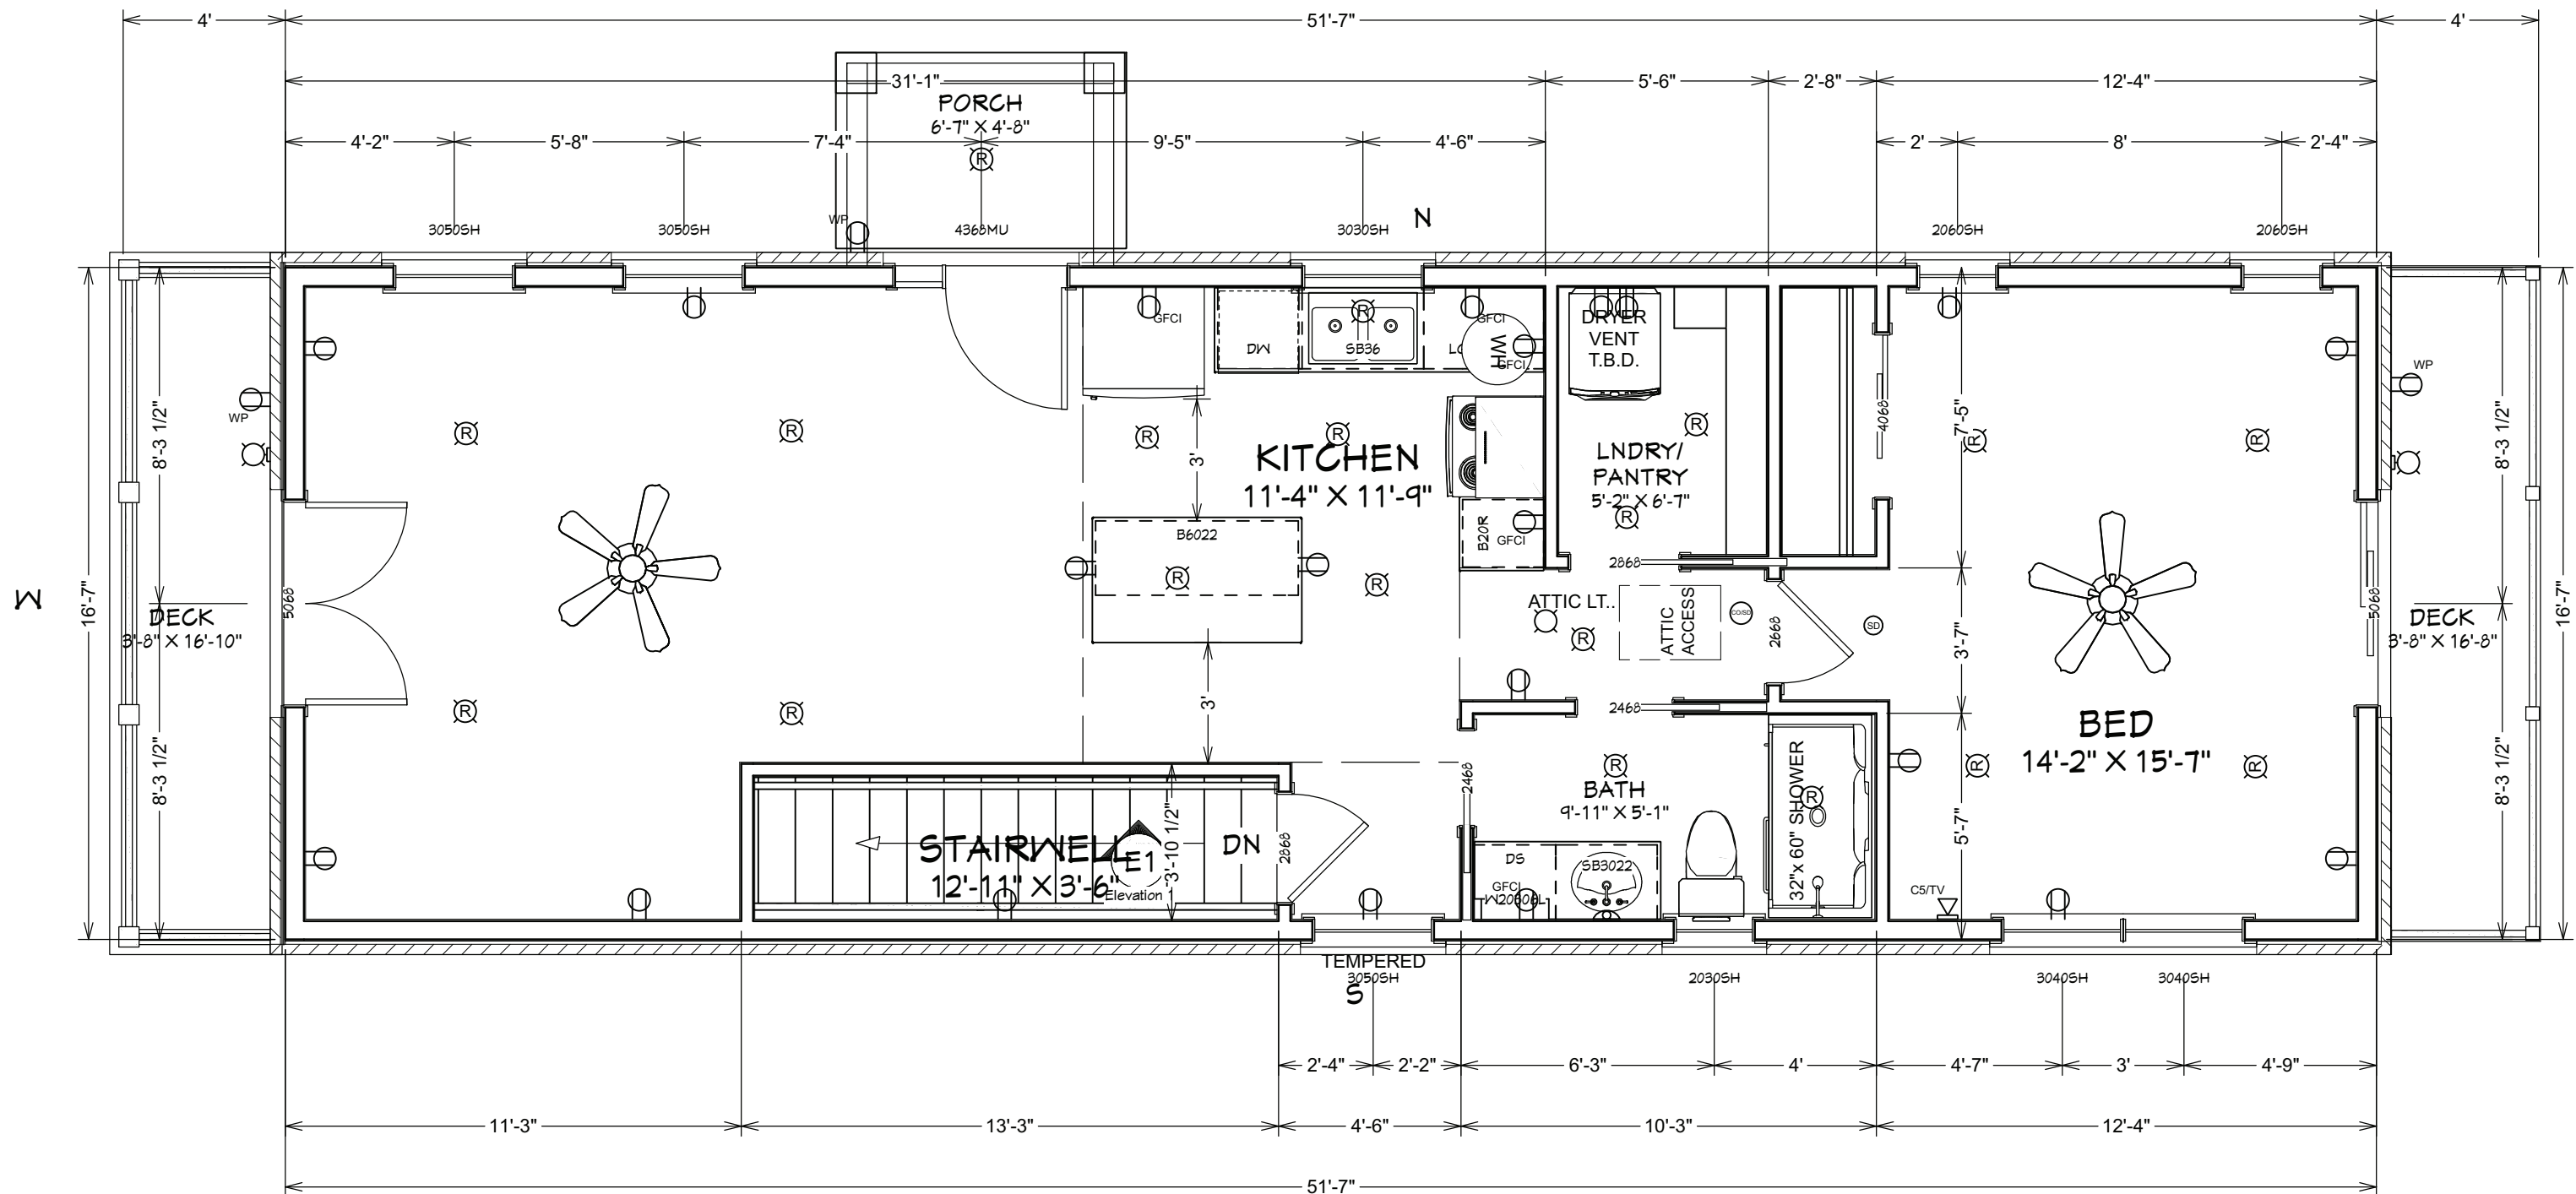 4'
51'-7"
4'
31'-1"
5'-6"
2'-8"
12'-4"
PORCH
6'-7" X 4'-8"
4'-2"
5'-8"
7'-4"
9'-5"
4'-6"
2'
8'
2'-4"
R
WP
N
3050SH
3050SH
4368MU
3030SH
2060SH
2060SH
GFCI
DW
SB36
GFCI
WH
GFCI
DRYER
VENT
T.B.D.
WP
WP
8'-3 1/2"
R
R
R
R
3'
4068
7'-5"
R
R
R
8'-3 1/2"
KITCHEN
11'-4" X 11'-9"
LNDRY/
PANTRY
5'-2" X 6'-7"
R
B6022
B20R
GFCI
2868
R
R
W
16'-7"
DECK
3'-8" X 16'-10"
5068
ATTIC LT..
R
ATTIC
ACCESS
CO/SD
2668
SD
3'-7"
5068
DECK
3'-8" X 16'-8"
16'-7"
R
R
3'
2468
BED
14'-2" X 15'-7"
8'-3 1/2"
2468
R
BATH
9'-11" X 5'-1"
32"x 60" SHOWER
R
R
R
5'-7"
8'-3 1/2"
STAIRWELL
12'-11" X 3'-6"
E1
Elevation
3'-10 1/2"
DN
2868
DS
GFCI
SB3022
C5/TV
TEMPERED
3050SH
S
2030SH
3040SH
3040SH
2'-4"
2'-2"
6'-3"
4'
4'-7"
3'
4'-9"
11'-3"
13'-3"
4'-6"
10'-3"
12'-4"
51'-7"